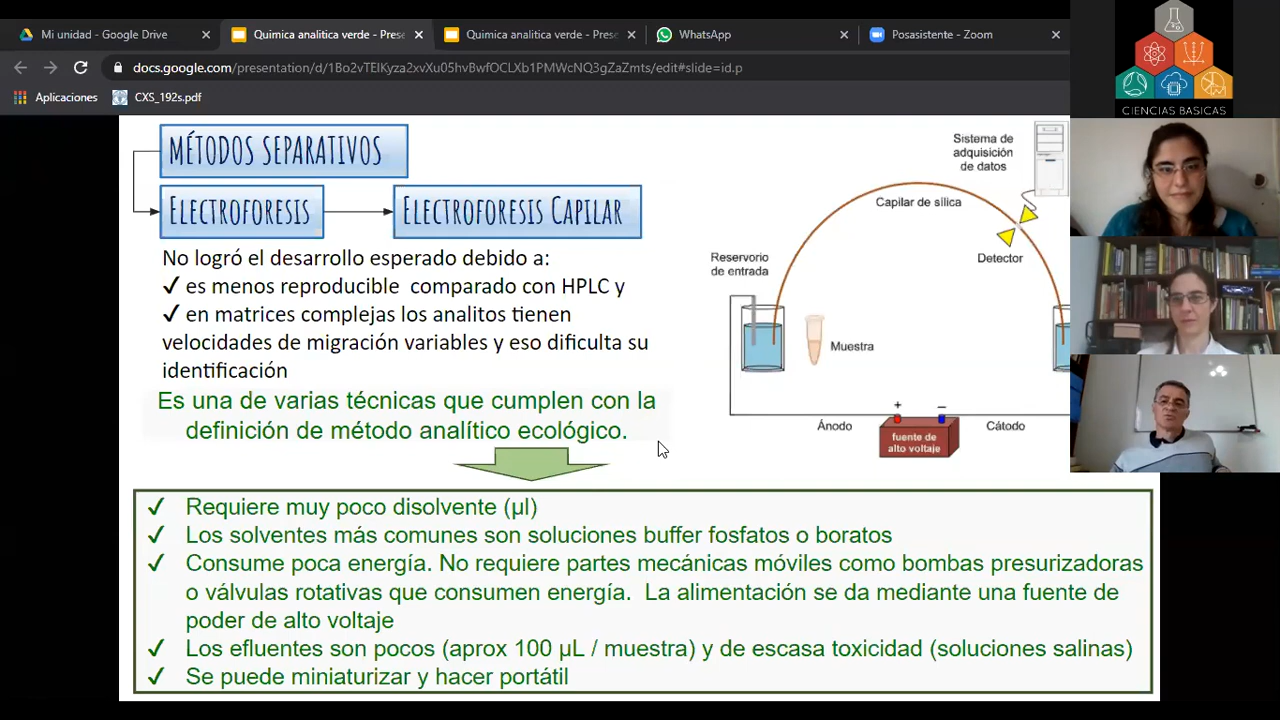 Mi unidad - Google Drive
Quimica analitica verde - Prese
Quimica analitica verde - Prese
WhatsApp
Posasistente - Zoom
Aplicaciones
CXS_192s.pdf
CIENCIAS BASICAS
MÉTODOS SEPARATIVOS
ELECTROFORESIS
ELECTROFORESIS CAPILAR
No logró el desarrollo esperado debido a:
✓ es menos reproducible comparado con HPLC y
✓ en matrices complejas los analitos tienen
velocidades de migración variables y eso dificulta su
identificación
Es una de varias técnicas que cumplen con la
definición de método analítico ecológico.
Sistema de
adquisición
de datos
Capilar de sílica
Detector
Reservorio
de entrada
Muestra
+
−
Ánodo
Cátodo
fuente de
alto voltaje
✓ Requiere muy poco disolvente (µl)
✓ Los solventes más comunes son soluciones buffer fosfatos o boratos
✓ Consume poca energía. No requiere partes mecánicas móviles como bombas presurizadoras
o válvulas rotativas que consumen energía. La alimentación se da mediante una fuente de
poder de alto voltaje
✓ Los efluentes son pocos (aprox 100 µL / muestra) y de escasa toxicidad (soluciones salinas)
✓ Se puede miniaturizar y hacer portátil